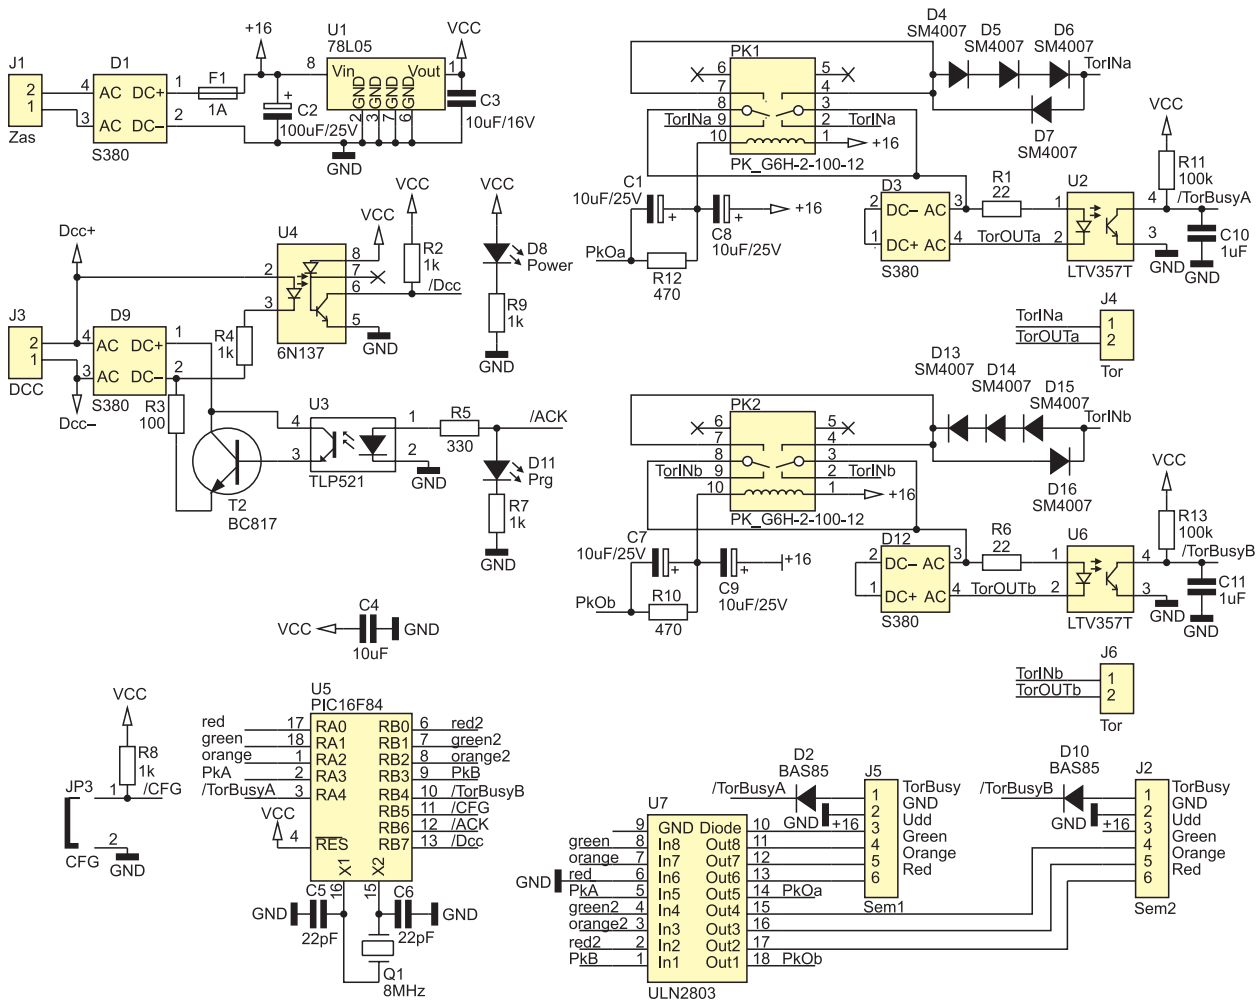 J1
2
1
Zas
D1
4 AC DC+ 1
3 AC DC– 2
S380
F1
1A
+16
C2
100uF/25V
U1
78L05
8 Vin Vout 1
GND GND GND GND
2 3 7 6
VCC
C3
10uF/16V
GND
Dcc+
J3
2
1
DCC
D9
4 AC DC+ 1
3 AC DC– 2
S380
Dcc–
R3
100
R4
1k
U4
2
3
8
7
6
5
6N137
VCC
VCC
R2
1k
/Dcc
GND
VCC
D8
Power
R9
1k
GND
T2
BC817
U3
4
3
1
2
TLP521
R5
330
/ACK
GND
D11
Prg
R7
1k
GND
VCC
C4
10uF
GND
VCC
R8
1k
JP3
1 /CFG
2
CFG
GND
U5
PIC16F84
red 17 RA0 RB0 6 red2
green 18 RA1 RB1 7 green2
orange 1 RA2 RB2 8 orange2
PkA 2 RA3 RB3 9 PkB
/TorBusyA 3 RA4 RB4 10 /TorBusyB
RB5 11 /CFG
RB6 12 /ACK
VCC 4 RES RB7 13 /Dcc
X1 X2
16 15
GND C5
22pF
C6 GND
22pF
Q1
8MHz
PK1
6 5
7 4
8 3
TorINa 9 2 TorINa
10 1 +16
PK_G6H-2-100-12
D4
SM4007
D5
SM4007
D6
SM4007
TorINa
D7
SM4007
C1
10uF/25V
C8
10uF/25V
+16
PkOa
R12
470
D3
2 DC– AC 3
1 DC+ AC 4
S380
R1
22
TorOUTa
U2
1
2
4
3
LTV357T
VCC
R11
100k
/TorBusyA
C10
1uF
GND
GND
J4
TorINa 1
TorOUTa 2
Tor
PK2
6 5
7 4
8 3
TorINb 9 2 TorINb
10 1 +16
PK_G6H-2-100-12
D13
SM4007
D14
SM4007
D15
SM4007
TorINb
D16
SM4007
C7
10uF/25V
C9
10uF/25V
+16
PkOb
R10
470
D12
2 DC– AC 3
1 DC+ AC 4
S380
R6
22
TorOUTb
U6
1
2
4
3
LTV357T
VCC
R13
100k
/TorBusyB
C11
1uF
GND
GND
J6
TorINb 1
TorOUTb 2
Tor
U7
9 GND Diode 10
green 8 In8 Out8 11
orange 7 In7 Out7 12
GND red 6 In6 Out6 13
PkA 5 In5 Out5 14 PkOa
green2 4 In4 Out4 15
orange2 3 In3 Out3 16
red2 2 In2 Out2 17
PkB 1 In1 Out1 18 PkOb
ULN2803
D2
BAS85
/TorBusyA
GND
+16
J5
1 TorBusy
2 GND
3 Udd
4 Green
5 Orange
6 Red
Sem1
D10
BAS85
/TorBusyB
GND
+16
J2
1 TorBusy
2 GND
3 Udd
4 Green
5 Orange
6 Red
Sem2